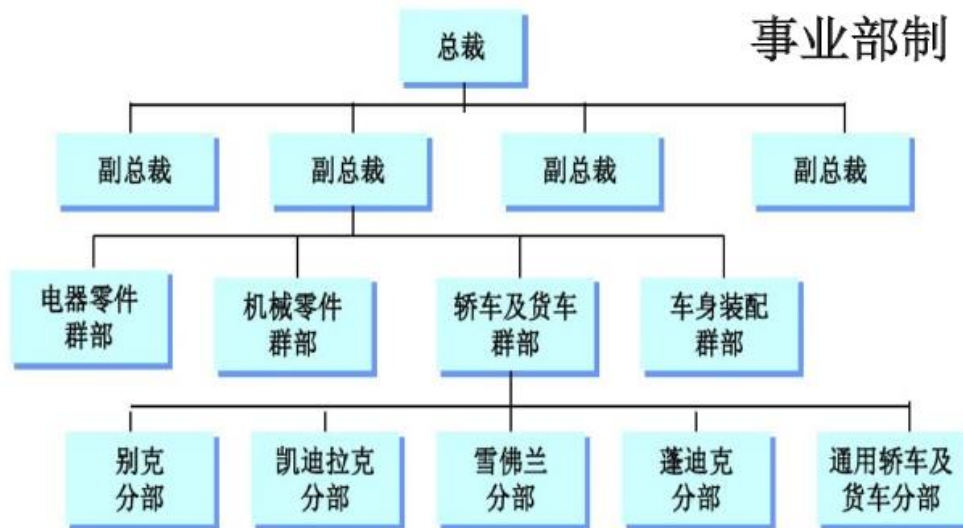 事业部制
总裁
副总裁
副总裁
副总裁
副总裁
电器零件
群部
机械零件
群部
轿车及货车
群部
车身装配
群部
别克
分部
凯迪拉克
分部
雪佛兰
分部
蓬迪克
分部
通用轿车及
货车分部